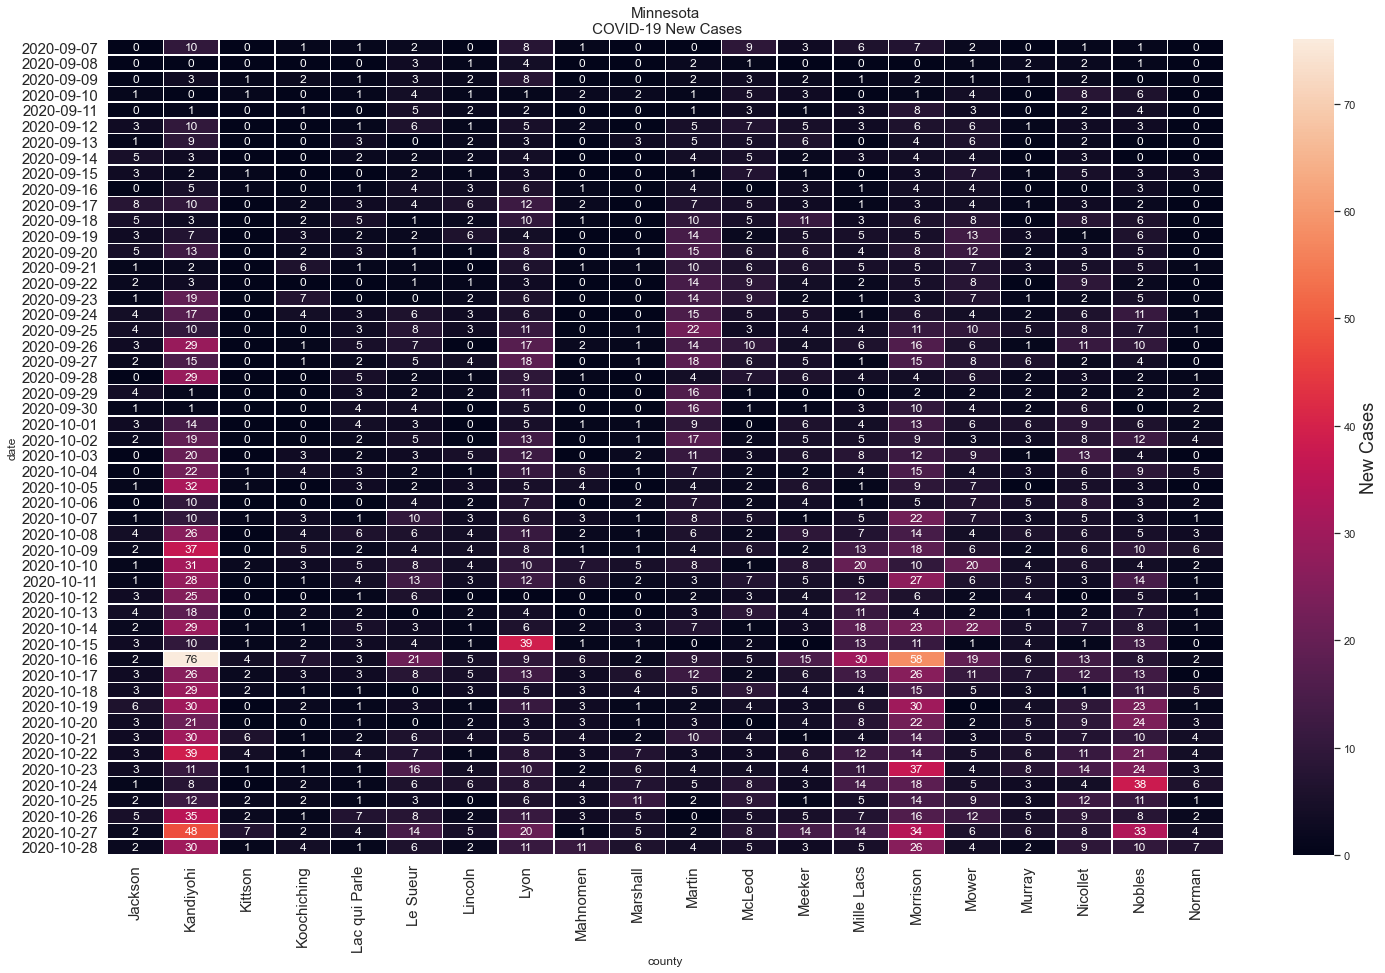 Minnesota
COVID-19 New Cases
2020-09-07 0 10 0 1 1 2 0 8 1 0 0 9 3 6 7 2 0 1 1 0
2020-09-08 0 0 0 0 0 3 1 4 0 0 2 1 0 0 0 1 2 2 1 0
2020-09-09 0 3 1 2 1 3 2 8 0 0 2 3 2 1 2 1 1 2 0 0
2020-09-10 1 0 1 0 1 4 1 1 2 2 1 5 3 0 1 4 0 8 6 0
2020-09-11 0 1 0 1 0 5 2 2 0 0 1 3 1 3 8 3 0 2 4 0
2020-09-12 3 10 0 0 1 6 1 5 2 0 5 7 5 3 6 6 1 3 3 0
2020-09-13 1 9 0 0 3 0 2 3 0 3 5 5 6 0 4 6 0 2 0 0
2020-09-14 5 3 0 0 2 2 2 4 0 0 4 5 2 3 4 4 0 3 0 0
2020-09-15 3 2 1 0 0 2 1 3 0 0 1 7 1 0 3 7 1 5 3 3
2020-09-16 0 5 1 0 1 4 3 6 1 0 4 0 3 1 4 4 0 0 3 0
2020-09-17 8 10 0 2 3 4 6 12 2 0 7 5 3 1 3 4 1 3 2 0
2020-09-18 5 3 0 2 5 1 2 10 1 0 10 5 11 3 6 8 0 8 6 0
2020-09-19 3 7 0 3 2 2 6 4 0 0 14 2 5 5 5 13 3 1 6 0
2020-09-20 5 13 0 2 3 1 1 8 0 1 15 6 6 4 8 12 2 3 5 0
2020-09-21 1 2 0 6 1 1 0 6 1 1 10 6 6 5 5 7 3 5 5 1
2020-09-22 2 3 0 0 0 1 1 3 0 0 14 9 4 2 5 8 0 9 2 0
2020-09-23 1 19 0 7 0 0 2 6 0 0 14 9 2 1 3 7 1 2 5 0
2020-09-24 4 17 0 4 3 6 3 6 0 0 15 5 5 1 6 4 2 6 11 1
2020-09-25 4 10 0 0 3 8 3 11 0 1 22 3 4 4 11 10 5 8 7 1
2020-09-26 3 29 0 1 5 7 0 17 2 1 14 10 4 6 16 6 1 11 10 0
2020-09-27 2 15 0 1 2 5 4 18 0 1 18 6 5 1 15 8 6 2 4 0
2020-09-28 0 29 0 0 5 2 1 9 1 0 4 7 6 4 4 6 2 3 2 1
2020-09-29 4 1 0 0 3 2 2 11 0 0 16 1 0 0 2 2 2 2 2 2
2020-09-30 1 1 0 0 4 4 0 5 0 0 16 1 1 3 10 4 2 6 0 2
2020-10-01 3 14 0 0 4 3 0 5 1 1 9 0 6 4 13 6 6 9 6 2
2020-10-02 2 19 0 0 2 5 0 13 0 1 17 2 5 5 9 3 3 8 12 4
2020-10-03 0 20 0 3 2 3 5 12 0 2 11 3 6 8 12 9 1 13 4 0
2020-10-04 0 22 1 4 3 2 1 11 6 1 7 2 2 4 15 4 3 6 9 5
2020-10-05 1 32 1 0 3 2 3 5 4 0 4 2 6 1 9 7 0 5 3 0
2020-10-06 0 10 0 0 0 4 2 7 0 2 7 2 4 1 5 7 5 8 3 2
2020-10-07 1 10 1 3 1 10 3 6 3 1 8 5 1 5 22 7 3 5 3 1
2020-10-08 4 26 0 4 6 6 4 11 2 1 6 2 9 7 14 4 6 6 5 3
2020-10-09 2 37 0 5 2 4 4 8 1 1 4 6 2 13 18 6 2 6 10 6
2020-10-10 1 31 2 3 5 8 4 10 7 5 8 1 8 20 10 20 4 6 4 2
2020-10-11 1 28 0 1 4 13 3 12 6 2 3 7 5 5 27 6 5 3 14 1
2020-10-12 3 25 0 0 1 6 0 0 0 0 2 3 4 12 6 2 4 0 5 1
2020-10-13 4 18 0 2 2 0 2 4 0 0 3 9 4 11 4 2 1 2 7 1
2020-10-14 2 29 1 1 5 3 1 6 2 3 7 1 3 18 23 22 5 7 8 1
2020-10-15 3 10 1 2 3 4 1 39 1 1 0 2 0 13 11 1 4 1 13 0
2020-10-16 2 76 4 7 3 21 5 9 6 2 9 5 15 30 58 19 6 13 8 2
2020-10-17 3 26 2 3 3 8 5 13 3 6 12 2 6 13 26 11 7 12 13 0
2020-10-18 3 29 2 1 1 0 3 5 3 4 5 9 4 4 15 5 3 1 11 5
2020-10-19 6 30 0 2 1 3 1 11 3 1 2 4 3 6 30 0 4 9 23 1
2020-10-20 3 21 0 0 1 0 2 3 3 1 3 0 4 8 22 2 5 9 24 3
2020-10-21 3 30 6 1 2 6 4 5 4 2 10 4 1 4 14 3 5 7 10 4
2020-10-22 3 39 4 1 4 7 1 8 3 7 3 3 6 12 14 5 6 11 21 4
2020-10-23 3 11 1 1 1 16 4 10 2 6 4 4 4 11 37 4 8 14 24 3
2020-10-24 1 8 0 2 1 6 6 8 4 7 5 8 3 14 18 5 3 4 38 6
2020-10-25 2 12 2 2 1 3 0 6 3 11 2 9 1 5 14 9 3 12 11 1
2020-10-26 5 35 2 1 7 8 2 11 3 5 0 5 5 7 16 12 5 9 8 2
2020-10-27 2 48 7 2 4 14 5 20 1 5 2 8 14 14 34 6 6 8 33 4
2020-10-28 2 30 1 4 1 6 2 11 11 6 4 5 3 5 26 4 2 9 10 7
date
Jackson Kandiyohi Kittson Koochiching Lac qui Parle Le Sueur Lincoln Lyon Mahnomen Marshall Martin McLeod Meeker Mille Lacs Morrison Mower Murray Nicollet Nobles Norman
county
70
60
50
40
30
20
10
0
New Cases